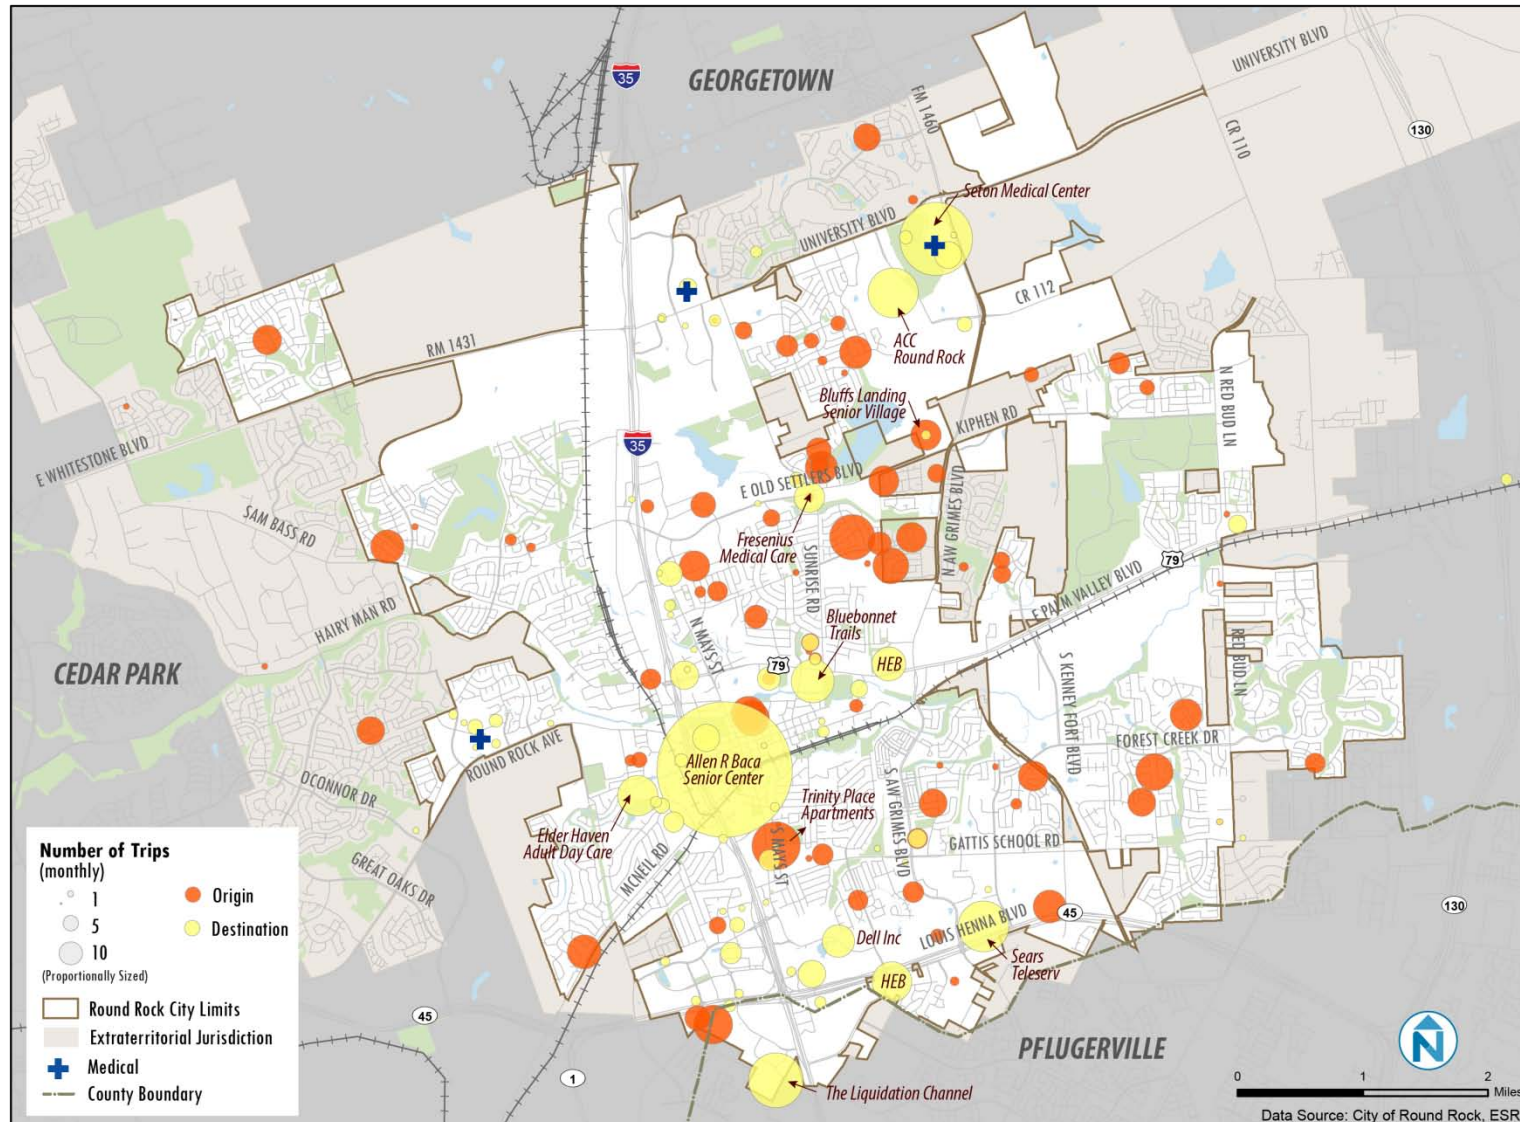 GEORGETOWN
35
UNIVERSITY BLVD
FM 1460
CR 110
130
Seton Medical Center
UNIVERSITY BLVD
CR 112
ACC
Round Rock
RM 1431
N RED BUD LN
Bluffs Landing
Senior Village
KIPHEN RD
35
E WHITESTONE BLVD
E OLD SETTLERS BLVD
SAM BASS RD
Fresenius
Medical Care
SUNRISE RD
N AW GRIMES BLVD
79
E PALM VALLEY BLVD
HAIRY MAN RD
N MAYS ST
Bluebonnet
Trails
79
HEB
CEDAR PARK
S KENNEY FORT BLVD
RED BUD LN
ROUND ROCK AVE
FOREST CREEK DR
Allen R Baca
Senior Center
OCONNOR DR
Trinity Place
Apartments
S AW GRIMES BLVD
Elder Haven
Adult Day Care
S MAYS ST
GATTIS SCHOOL RD
MCNEIL RD
GREAT OAKS DR
LOUIS HENNA BLVD
45
130
Dell Inc
Sears
Teleserv
HEB
45
PFLUGERVILLE
1
The Liquidation Channel
Number of Trips
(monthly)
1
5
10
(Proportionally Sized)
Origin
Destination
Round Rock City Limits
Extraterritorial Jurisdiction
Medical
County Boundary
N
0 1 2
Miles
Data Source: City of Round Rock, ESR